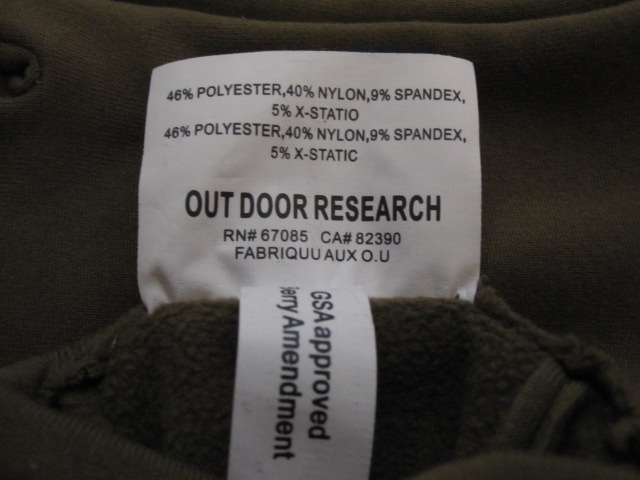 46% POLYESTER,40% NYLON,9% SPANDEX,
5% X-STATIO
46% POLYESTER,40% NYLON,9% SPANDEX,
5% X-STATIC
OUT DOOR RESEARCH
RN# 67085 CA# 82390
FABRIQUU AUX O.U
GSA approved
Berry Amendment